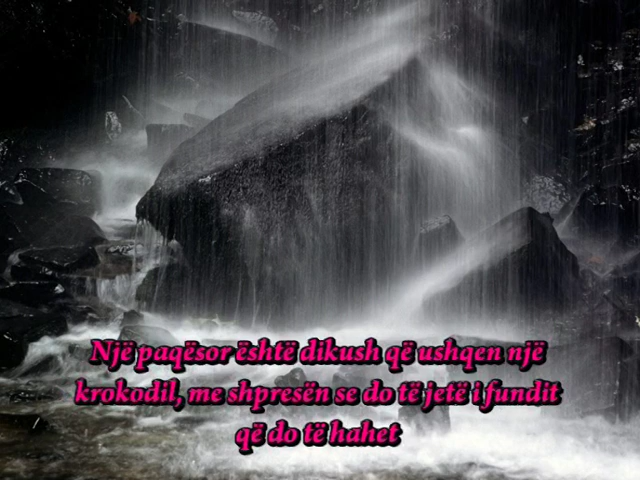 Një paqësor është dikush që ushqen një
krokodil, me shpresën se do të jetë i fundit
që do të hahet